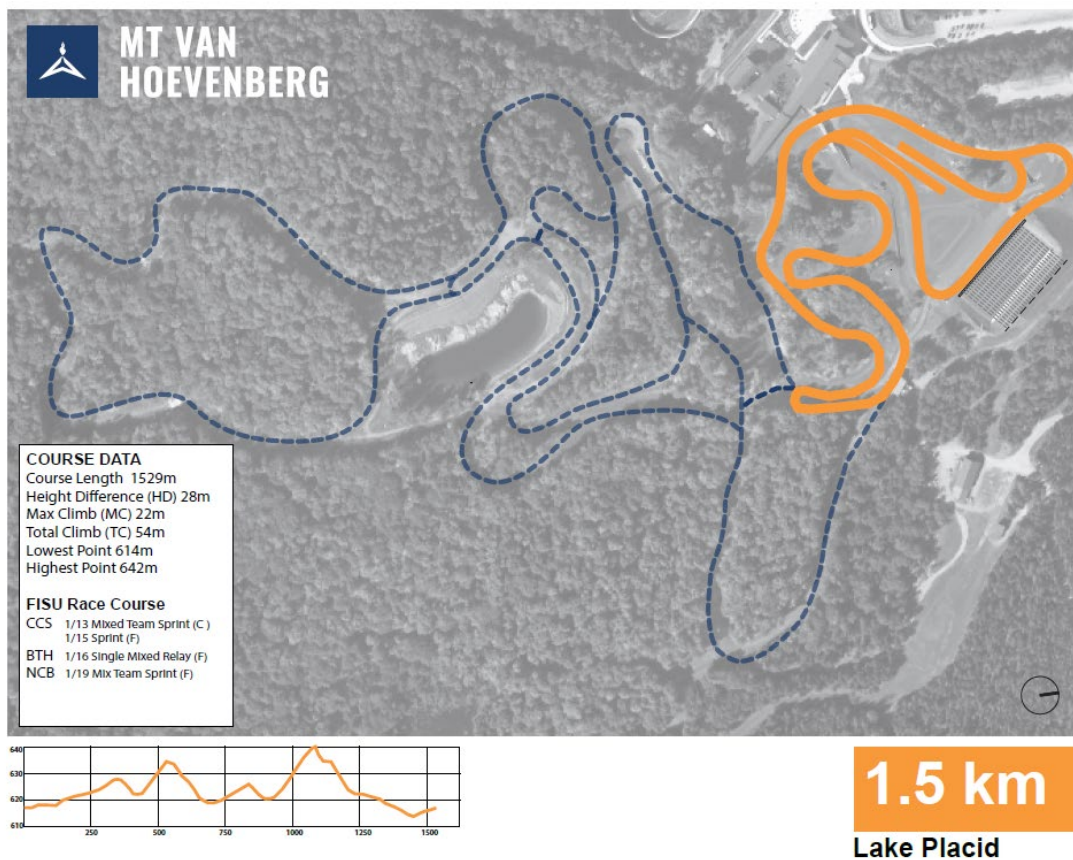 MT VAN
HOEVENBERG
COURSE DATA
Course Length 1529m
Height Difference (HD) 28m
Max Climb (MC) 22m
Total Climb (TC) 54m
Lowest Point 614m
Highest Point 642m
FISU Race Course
CCS 1/13 Mixed Team Sprint (C )
1/15 Sprint (F)
BTH 1/16 Single Mixed Relay (F)
NCB 1/19 Mix Team Sprint (F)
640
630
620
610
250 500 750 1000 1250 1500
1.5 km
Lake Placid